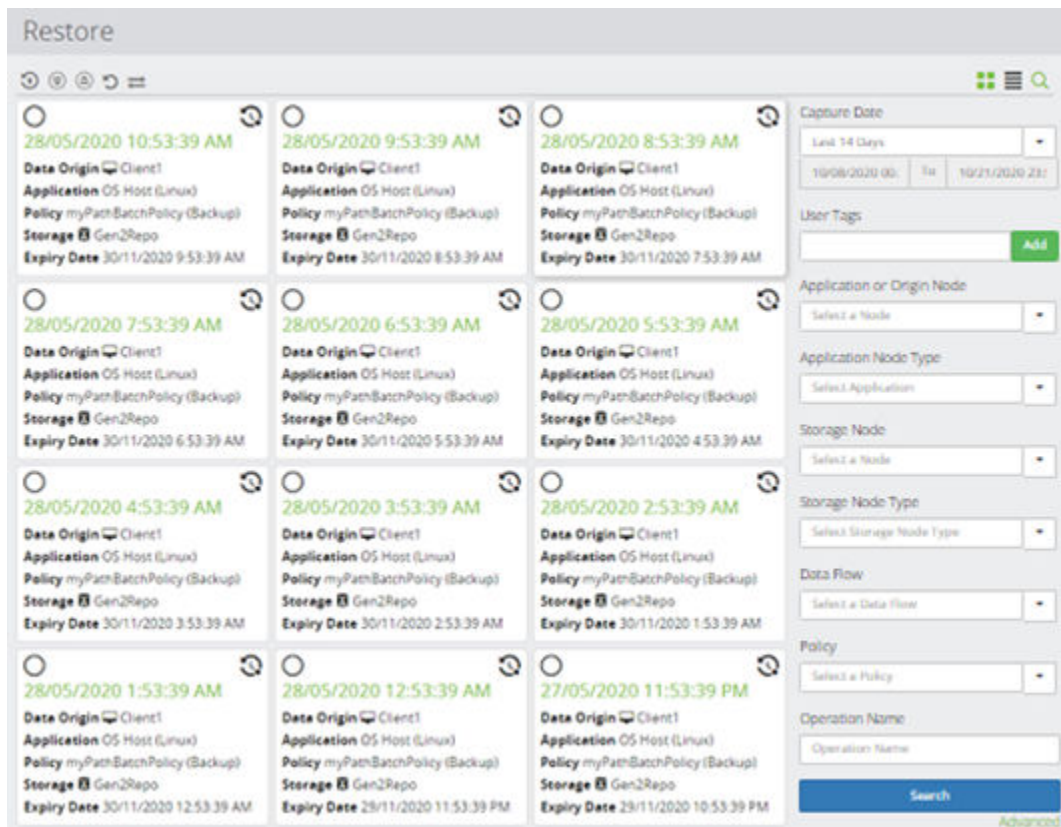 Restore
28/05/2020 10:53:39 AM
Data Origin Client1
Application OS Host (Linux)
Policy myPathBatchPolicy (Backup)
Storage Gen2Repo
Expiry Date 30/11/2020 9:53:39 AM
28/05/2020 9:53:39 AM
Data Origin Client1
Application OS Host (Linux)
Policy myPathBatchPolicy (Backup)
Storage Gen2Repo
Expiry Date 30/11/2020 8:53:39 AM
28/05/2020 8:53:39 AM
Data Origin Client1
Application OS Host (Linux)
Policy myPathBatchPolicy (Backup)
Storage Gen2Repo
Expiry Date 30/11/2020 7:53:39 AM
28/05/2020 7:53:39 AM
Data Origin Client1
Application OS Host (Linux)
Policy myPathBatchPolicy (Backup)
Storage Gen2Repo
Expiry Date 30/11/2020 6:53:39 AM
28/05/2020 6:53:39 AM
Data Origin Client1
Application OS Host (Linux)
Policy myPathBatchPolicy (Backup)
Storage Gen2Repo
Expiry Date 30/11/2020 5:53:39 AM
28/05/2020 5:53:39 AM
Data Origin Client1
Application OS Host (Linux)
Policy myPathBatchPolicy (Backup)
Storage Gen2Repo
Expiry Date 30/11/2020 4:53:39 AM
28/05/2020 4:53:39 AM
Data Origin Client1
Application OS Host (Linux)
Policy myPathBatchPolicy (Backup)
Storage Gen2Repo
Expiry Date 30/11/2020 3:53:39 AM
28/05/2020 3:53:39 AM
Data Origin Client1
Application OS Host (Linux)
Policy myPathBatchPolicy (Backup)
Storage Gen2Repo
Expiry Date 30/11/2020 2:53:39 AM
28/05/2020 2:53:39 AM
Data Origin Client1
Application OS Host (Linux)
Policy myPathBatchPolicy (Backup)
Storage Gen2Repo
Expiry Date 30/11/2020 1:53:39 AM
28/05/2020 1:53:39 AM
Data Origin Client1
Application OS Host (Linux)
Policy myPathBatchPolicy (Backup)
Storage Gen2Repo
Expiry Date 30/11/2020 12:53:39 AM
28/05/2020 12:53:39 AM
Data Origin Client1
Application OS Host (Linux)
Policy myPathBatchPolicy (Backup)
Storage Gen2Repo
Expiry Date 29/11/2020 11:53:39 PM
27/05/2020 11:53:39 PM
Data Origin Client1
Application OS Host (Linux)
Policy myPathBatchPolicy (Backup)
Storage Gen2Repo
Expiry Date 29/11/2020 10:53:39 PM
Capture Date
Last 14 Days
10/08/2020 00: To 10/21/2020 23:
User Tags
Add
Application or Origin Node
Select a Node
Application Node Type
Select Application
Storage Node
Select a Node
Storage Node Type
Select Storage Node Type
Data Flow
Select a Data Flow
Policy
Select a Policy
Operation Name
Operation Name
Search
Advanced